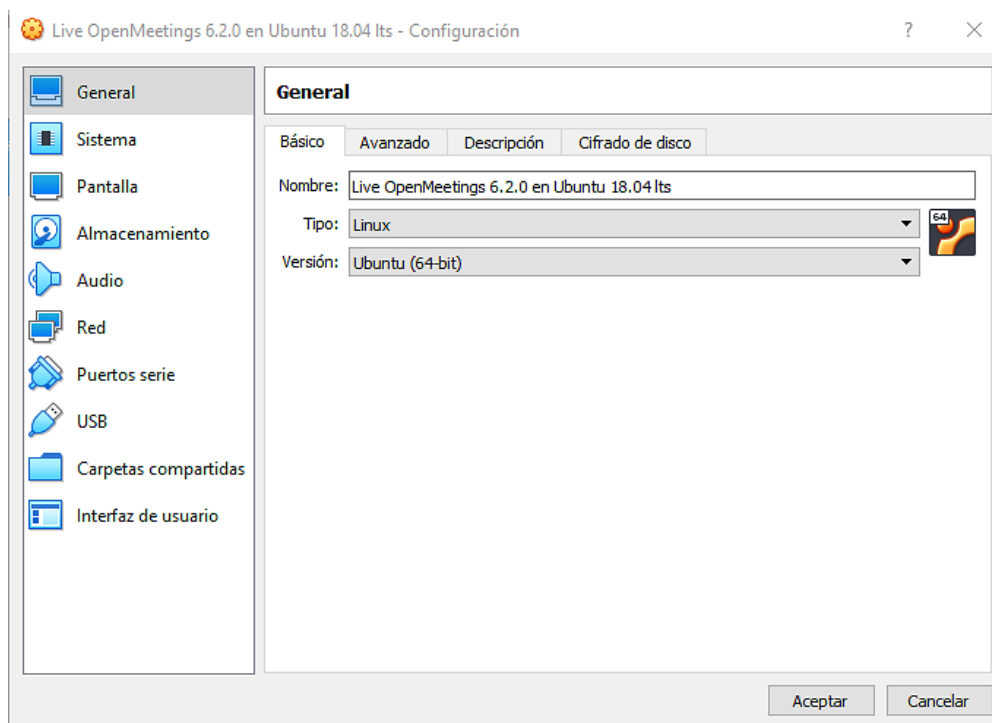 Live OpenMeetings 6.2.0 en Ubuntu 18.04 lts - Configuración ?
General
Sistema
Pantalla
Almacenamiento
Audio
Red
Puertos serie
USB
Carpetas compartidas
Interfaz de usuario
General
Básico Avanzado Descripción Cifrado de disco
Nombre: Live OpenMeetings 6.2.0 en Ubuntu 18.04 lts
Tipo: Linux
64
Versión: Ubuntu (64-bit)
Aceptar Cancelar